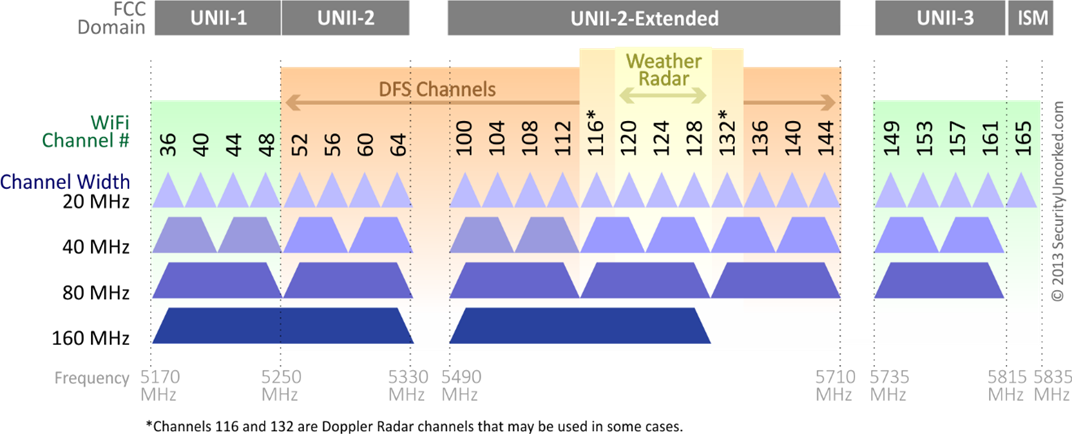 FCC
Domain
UNII-1 UNII-2 UNII-2-Extended UNII-3 ISM
Weather
Radar
DFS Channels
WiFi
Channel #
36 40 44 48 52 56 60 64 100 104 108 112 116* 120 124 128 132* 136 140 144 149 153 157 161 165
Channel Width
20 MHz
40 MHz
80 MHz
160 MHz
Frequency
5170 MHz
5250 MHz
5330 MHz
5490 MHz
5710 MHz
5735 MHz
5815 MHz
5835 MHz
*Channels 116 and 132 are Doppler Radar channels that may be used in some cases.
© 2013 SecurityUncorked.com